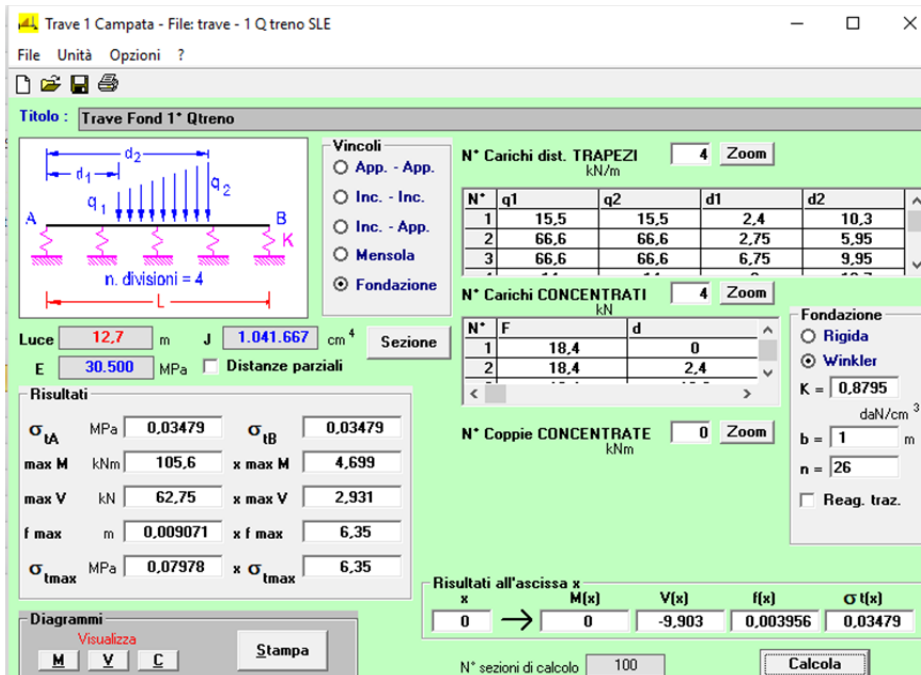 Trave 1 Campata - File: trave - 1 Q treno SLE
File Unità Opzioni ?
Titolo : Trave Fond 1° Qtreno
d2
d1
q1
q2
A
B
K
n. divisioni = 4
L
Vincoli
App. - App.
Inc. - Inc.
Inc. - App.
Mensola
Fondazione
N° Carichi dist. TRAPEZI 4 Zoom
kN/m
N° q1 q2 d1 d2
1 15,5 15,5 2,4 10,3
2 66,6 66,6 2,75 5,95
3 66,6 66,6 6,75 9,95
N° Carichi CONCENTRATI 4 Zoom
kN
N° F d
1 18,4 0
2 18,4 2,4
N° Coppie CONCENTRATE 0 Zoom
kNm
Fondazione
Rigida
Winkler
K = 0,8795
daN/cm 3
b = 1 m
n = 26
Reag. traz.
Luce 12,7 m J 1.041.667 cm 4 Sezione
E 30.500 MPa Distanze parziali
Risultati
σtA MPa 0,03479 σtB 0,03479
max M kNm 105,6 x max M 4,699
max V kN 62,75 x max V 2,931
f max m 0,009071 x f max 6,35
σtmax MPa 0,07978 x σtmax 6,35
Risultati all'ascissa x
x M(x) V(x) f(x) σ t(x)
0 0 -9,903 0,003956 0,03479
Diagrammi
Visualizza
M V C Stampa
N° sezioni di calcolo 100 Calcola